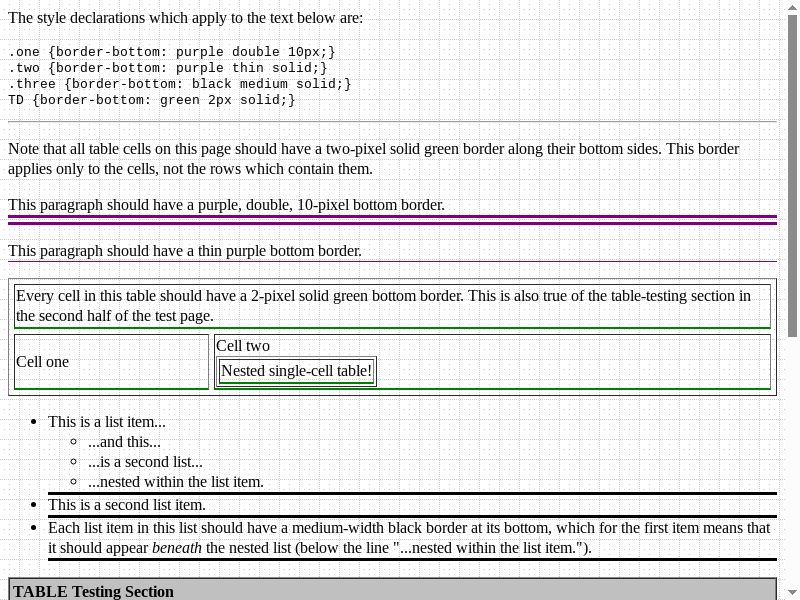 The style declarations which apply to the text below are:
.one {border-bottom: purple double 10px;}
.two {border-bottom: purple thin solid;}
.three {border-bottom: black medium solid;}
TD {border-bottom: green 2px solid;}
Note that all table cells on this page should have a two-pixel solid green border along their bottom sides. This border
applies only to the cells, not the rows which contain them.
This paragraph should have a purple, double, 10-pixel bottom border.
This paragraph should have a thin purple bottom border.
Every cell in this table should have a 2-pixel solid green bottom border. This is also true of the table-testing section in
the second half of the test page.
Cell one
Cell two
Nested single-cell table!
This is a list item...
...and this...
...is a second list...
...nested within the list item.
This is a second list item.
Each list item in this list should have a medium-width black border at its bottom, which for the first item means that
it should appear beneath the nested list (below the line "...nested within the list item.").
TABLE Testing Section